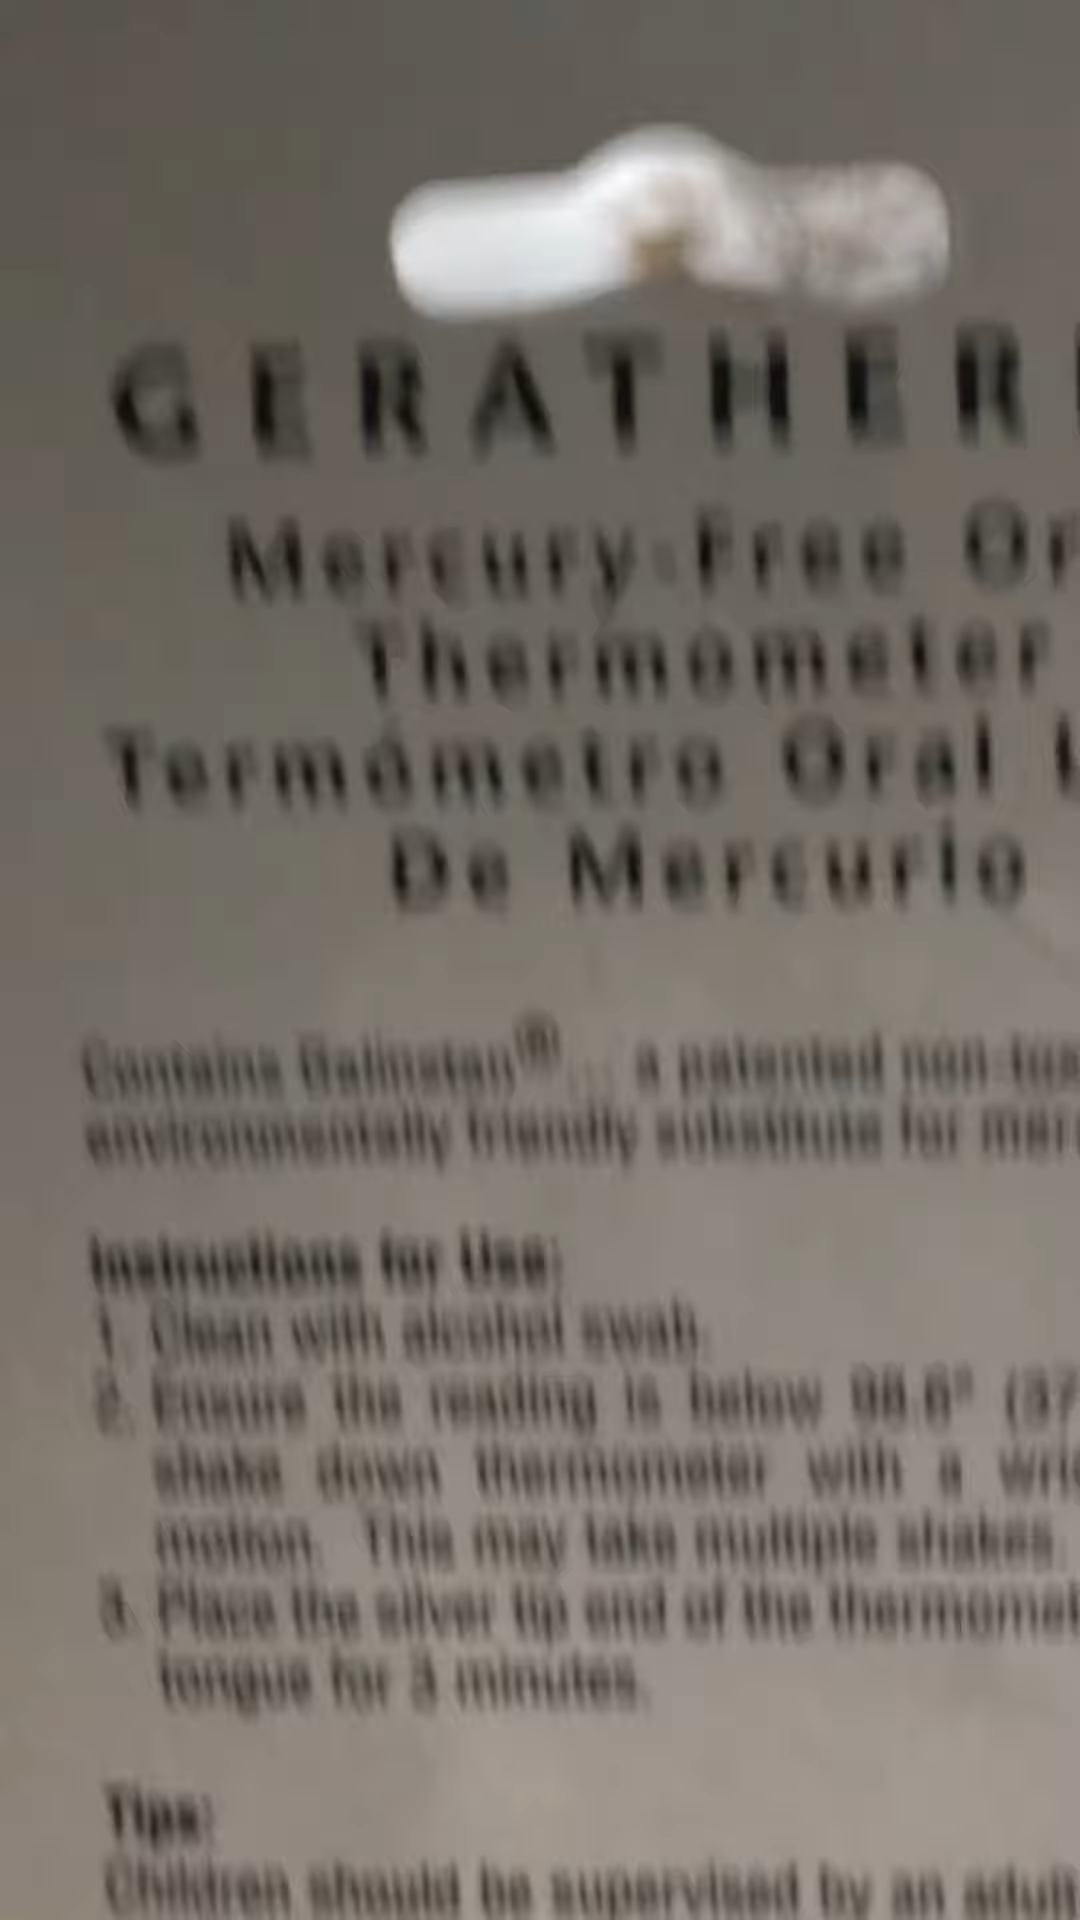 GERATHER
Mercury-Free Or
Thermometer
Termómetro Oral L
De Mercurio
Contains Galinstan® ... a patented non-tox
environmentally friendly substitute for merc
Instructions for Use:
1. Clean with alcohol swab.
2. Ensure the reading is below 98.6° (37
shake down thermometer with a wris
motion. This may take multiple shakes.
3. Place the silver tip end of the thermomet
tongue for 3 minutes.
Tips:
Children should be supervised by an adult